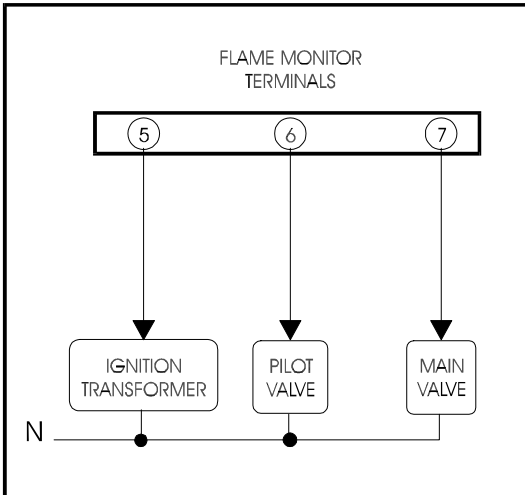 FLAME MONITOR
TERMINALS
5 6 7
IGNITION
TRANSFORMER
PILOT
VALVE
MAIN
VALVE
N